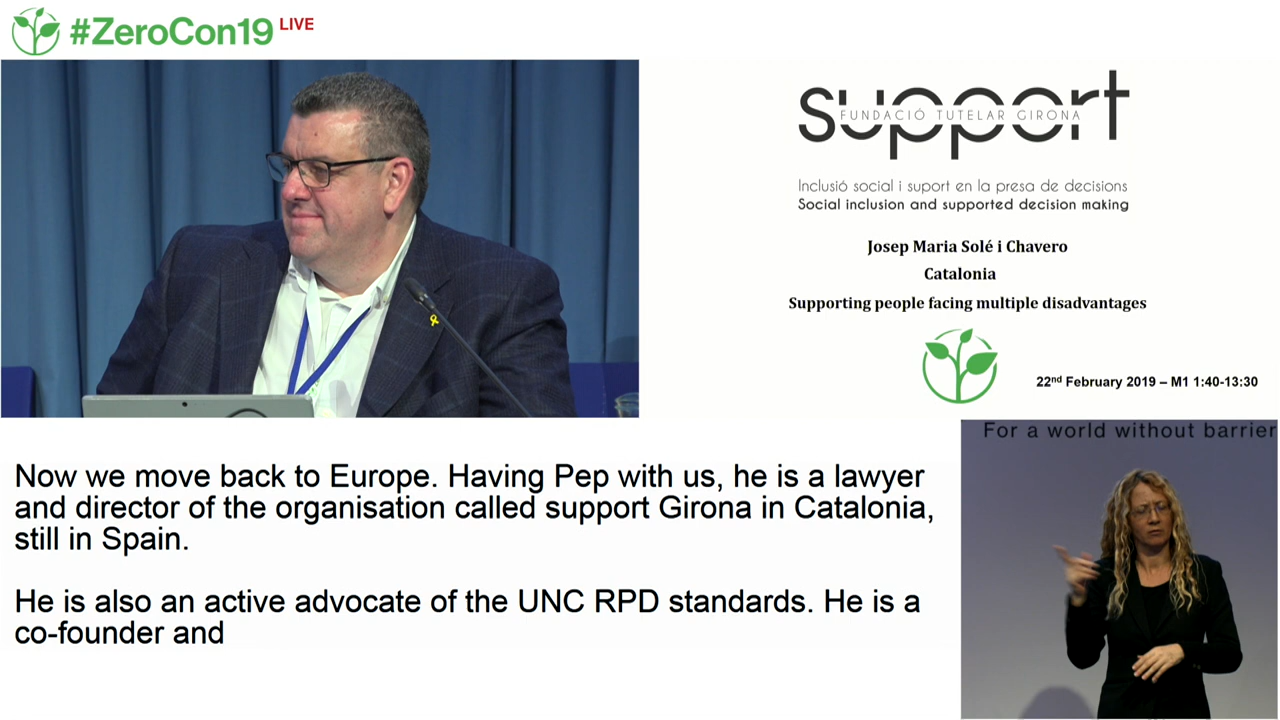 #ZeroCon19 LIVE
support
FUNDACIÓ TUTELAR GIRONA
Inclusió social i suport en la presa de decisions
Social inclusion and supported decision making
Josep Maria Solé i Chavero
Catalonia
Supporting people facing multiple disadvantages
22nd February 2019 – M1 1:40-13:30
For a world without barrier
Now we move back to Europe. Having Pep with us, he is a lawyer
and director of the organisation called support Girona in Catalonia,
still in Spain.
He is also an active advocate of the UNC RPD standards. He is a
co-founder and